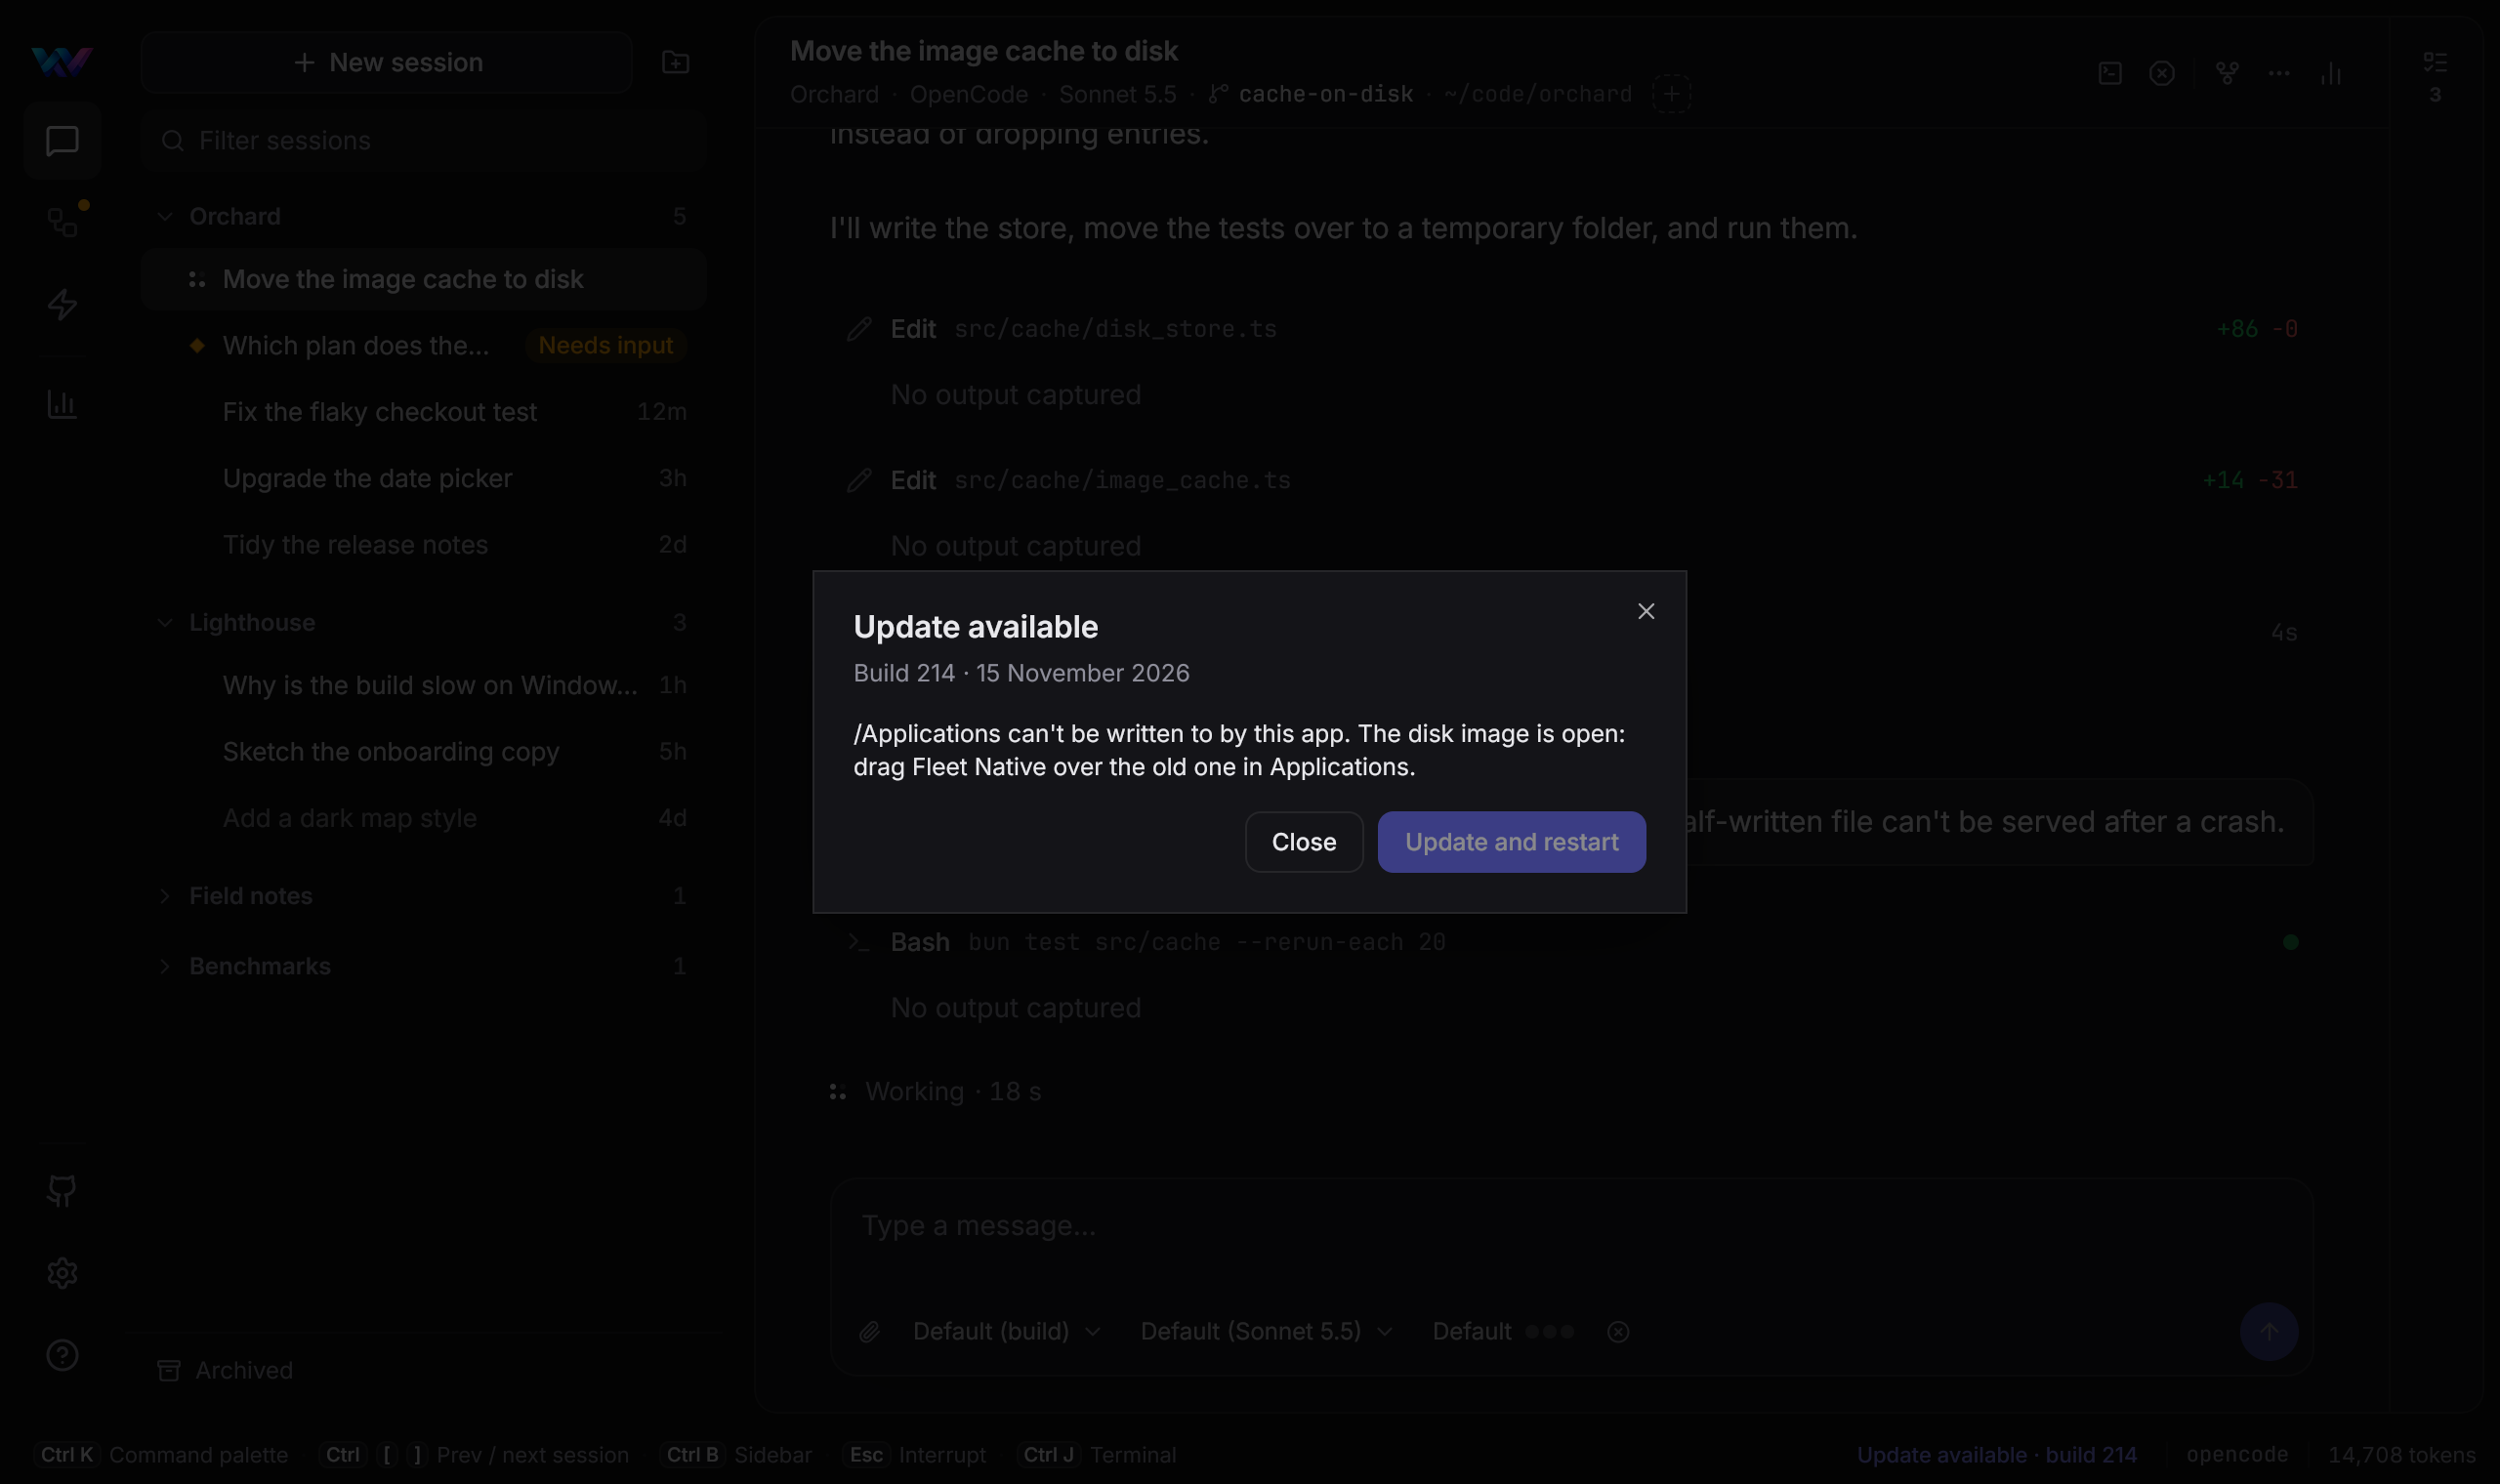 New session
Filter sessions
Orchard 5
Move the image cache to disk
Which plan does the... Needs input
Fix the flaky checkout test 12m
Upgrade the date picker 3h
Tidy the release notes 2d
Lighthouse 3
Why is the build slow on Window... 1h
Sketch the onboarding copy 5h
Add a dark map style 4d
Field notes 1
Benchmarks 1
Archived
Move the image cache to disk
Orchard · OpenCode · Sonnet 5.5 · cache-on-disk · ~/code/orchard
3
instead of dropping entries.
I'll write the store, move the tests over to a temporary folder, and run them.
Edit src/cache/disk_store.ts +86 -0
No output captured
Edit src/cache/image_cache.ts +14 -31
No output captured
4s
Update available
Build 214 · 15 November 2026
/Applications can't be written to by this app. The disk image is open:
drag Fleet Native over the old one in Applications.
Close Update and restart
alf-written file can't be served after a crash.
Bash bun test src/cache --rerun-each 20
No output captured
Working · 18 s
Type a message...
Default (build) Default (Sonnet 5.5) Default
Ctrl K Command palette Ctrl [ ] Prev / next session Ctrl B Sidebar Esc Interrupt Ctrl J Terminal Update available · build 214 opencode 14,708 tokens